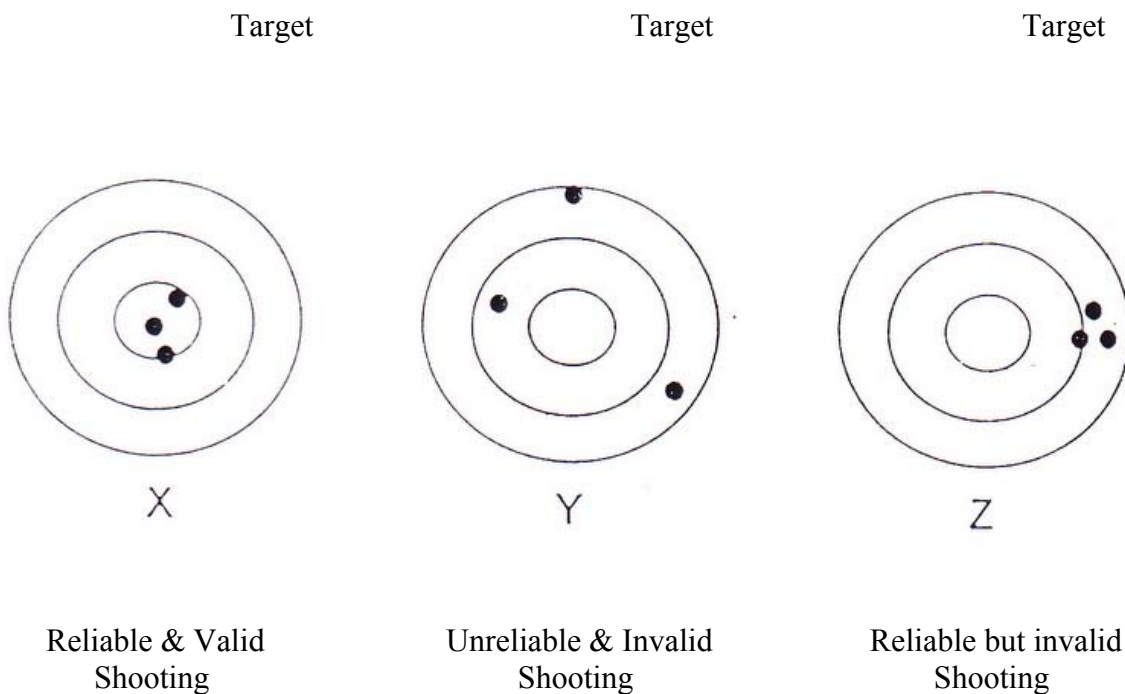 Target Target Target
X Y Z
Reliable & Valid Unreliable & Invalid Reliable but invalid
Shooting Shooting Shooting